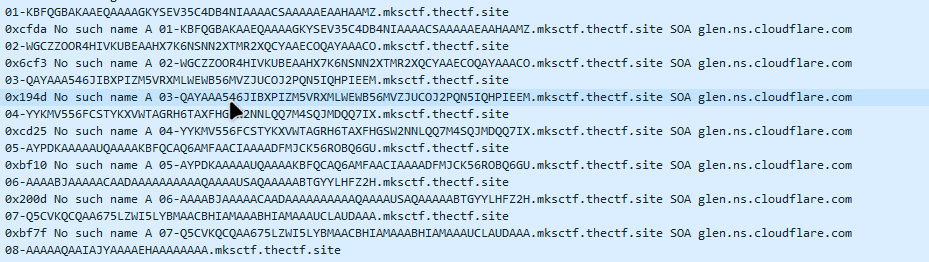 01-KBFQGBAKAAEQAAAAGKYSEV35C4DB4NIAAAACSAAAAAEAAHAAMZ.mksctf.thectf.site
0xcfda No such name A 01-KBFQGBAKAAEQAAAAGKYSEV35C4DB4NIAAAACSAAAAAEAAHAAMZ.mksctf.thectf.site SOA glen.ns.cloudflare.com
02-WGCZZOOR4HIVKUBEAAHX7K6NSNN2XTMR2XQCYAAECOQAYAAACO.mksctf.thectf.site
0x6cf3 No such name A 02-WGCZZOOR4HIVKUBEAAHX7K6NSNN2XTMR2XQCYAAECOQAYAAACO.mksctf.thectf.site SOA glen.ns.cloudflare.com
03-QAYAAA546JIBXPIZM5VRXMLWEWB56MVZJUCOJ2PQN5IQHPIEEM.mksctf.thectf.site
0x194d No such name A 03-QAYAAA546JIBXPIZM5VRXMLWEWB56MVZJUCOJ2PQN5IQHPIEEM.mksctf.thectf.site SOA glen.ns.cloudflare.com
04-YYKMV556FCSTYKXVWTAGRH6TAXFHGSW2NNLQQ7M4SQJMDQQ7IX.mksctf.thectf.site
0xcd25 No such name A 04-YYKMV556FCSTYKXVWTAGRH6TAXFHGSW2NNLQQ7M4SQJMDQQ7IX.mksctf.thectf.site SOA glen.ns.cloudflare.com
05-AYPDKAAAAAUQAAAAKBFQCAQ6AMFAACIAAAADFMJCK56ROBQ6GU.mksctf.thectf.site
0xbf10 No such name A 05-AYPDKAAAAAUQAAAAKBFQCAQ6AMFAACIAAAADFMJCK56ROBQ6GU.mksctf.thectf.site SOA glen.ns.cloudflare.com
06-AAAABJAAAAACAADAAAAAAAAAAQAAAAUSAQAAAAABTGYYLHFZ2H.mksctf.thectf.site
0x200d No such name A 06-AAAABJAAAAACAADAAAAAAAAAAQAAAAUSAQAAAAABTGYYLHFZ2H.mksctf.thectf.site SOA glen.ns.cloudflare.com
07-Q5CVKQCQAA675LZWI5LYBMAACBHIAMAAABHIAMAAAUCLAUDAAA.mksctf.thectf.site
0xbf7f No such name A 07-Q5CVKQCQAA675LZWI5LYBMAACBHIAMAAABHIAMAAAUCLAUDAAA.mksctf.thectf.site SOA glen.ns.cloudflare.com
08-AAAAAQAAIAJYAAAAEHAAAAAAAA.mksctf.thectf.site